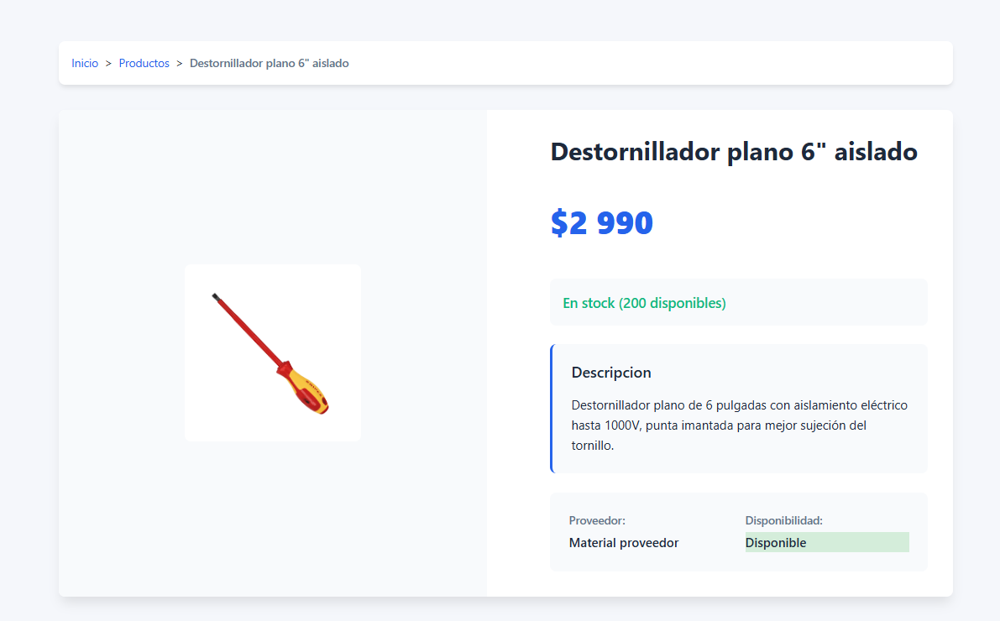 Inicio > Productos > Destornillador plano 6" aislado
Destornillador plano 6" aislado
$2 990
En stock (200 disponibles)
Descripcion
Destornillador plano de 6 pulgadas con aislamiento eléctrico
hasta 1000V, punta imantada para mejor sujeción del
tornillo.
Proveedor:
Material proveedor
Disponibilidad:
Disponible